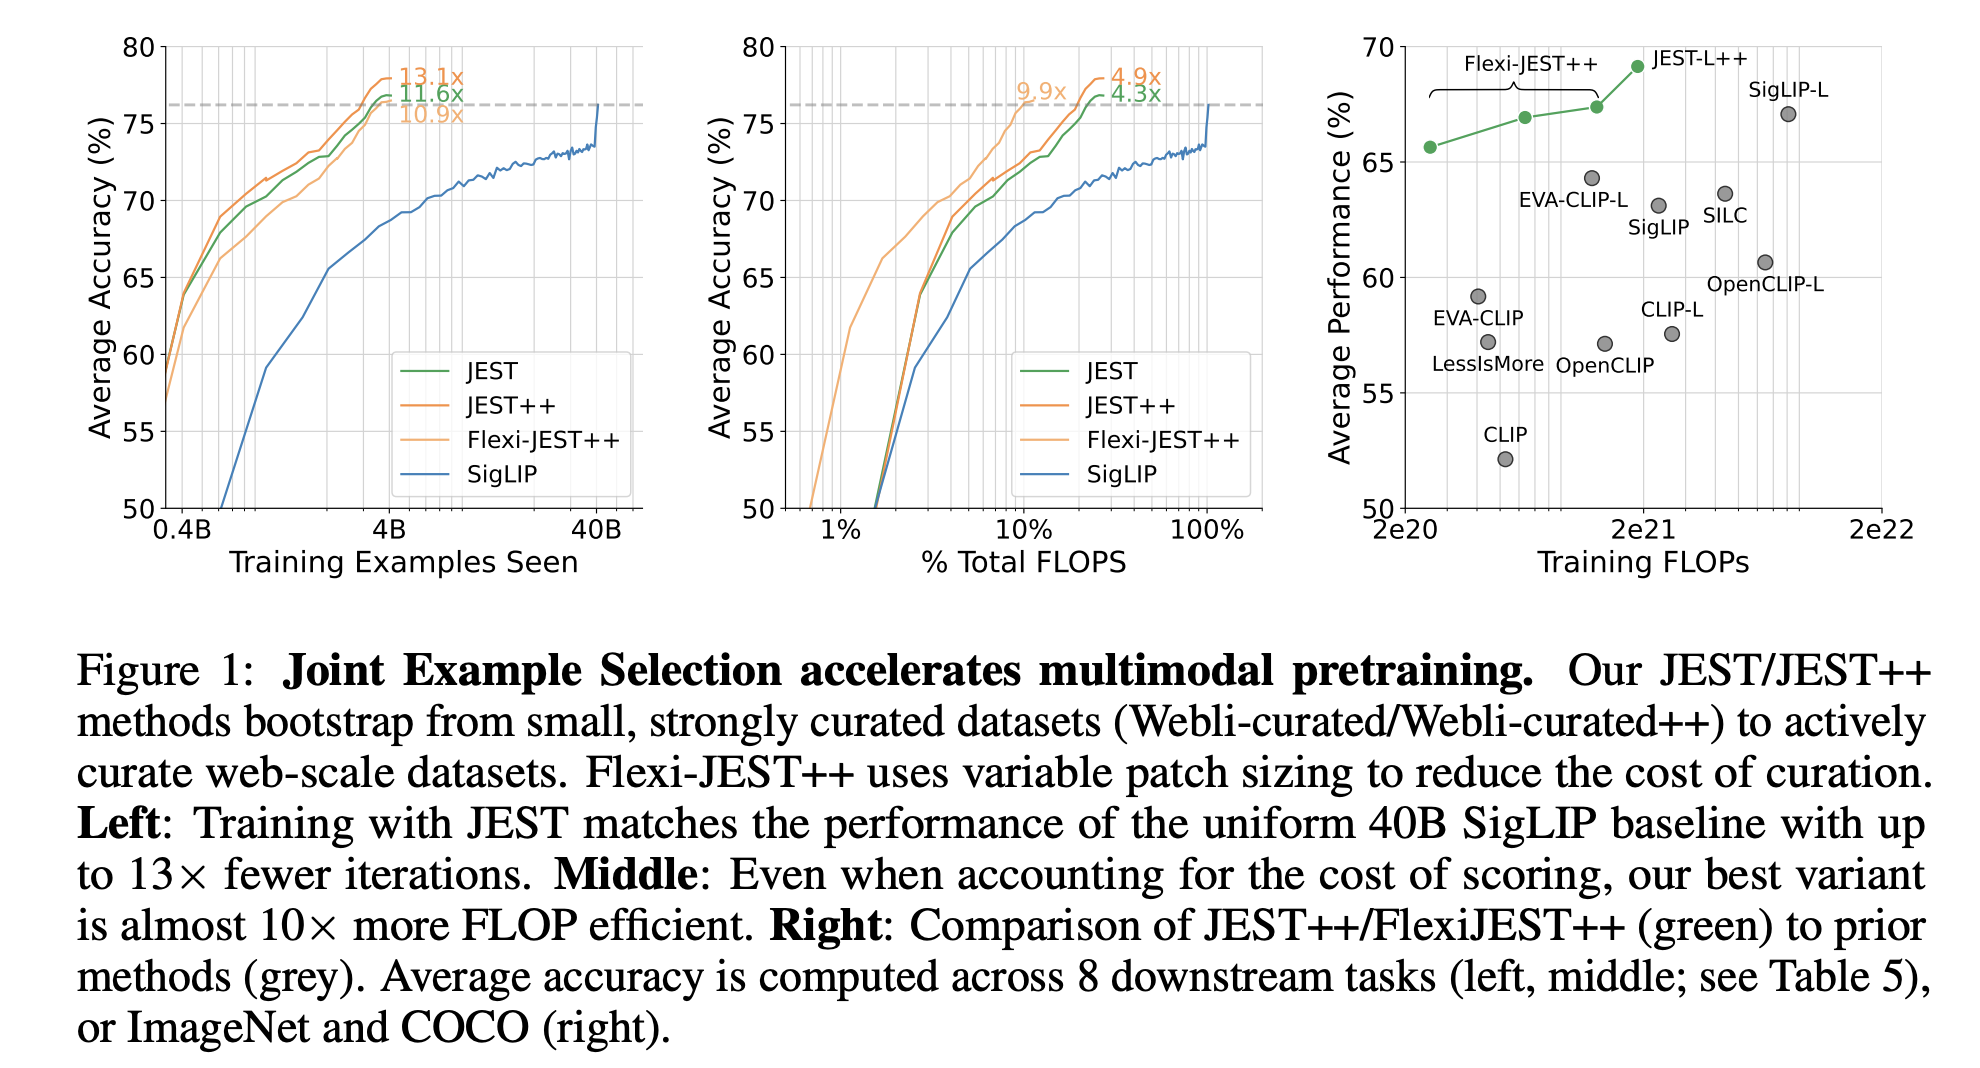 80
75
70
65
60
55
50
Average Accuracy (%)
13.1x
11.6x
10.9x
JEST
JEST++
Flexi-JEST++
SigLIP
0.4B 4B 40B
Training Examples Seen
80
75
70
65
60
55
50
Average Accuracy (%)
9.9x
4.9x
4.3x
JEST
JEST++
Flexi-JEST++
SigLIP
1% 10% 100%
% Total FLOPS
70
65
60
55
50
Average Performance (%)
Flexi-JEST++
JEST-L++
SigLIP-L
EVA-CLIP-L
SigLIP
SILC
OpenCLIP-L
EVA-CLIP
CLIP-L
LessIsMore
OpenCLIP
CLIP
2e20 2e21 2e22
Training FLOPs
Figure 1: Joint Example Selection accelerates multimodal pretraining. Our JEST/JEST++
methods bootstrap from small, strongly curated datasets (Webli-curated/Webli-curated++) to actively
curate web-scale datasets. Flexi-JEST++ uses variable patch sizing to reduce the cost of curation.
Left: Training with JEST matches the performance of the uniform 40B SigLIP baseline with up
to 13× fewer iterations. Middle: Even when accounting for the cost of scoring, our best variant
is almost 10× more FLOP efficient. Right: Comparison of JEST++/FlexiJEST++ (green) to prior
methods (grey). Average accuracy is computed across 8 downstream tasks (left, middle; see Table 5),
or ImageNet and COCO (right).